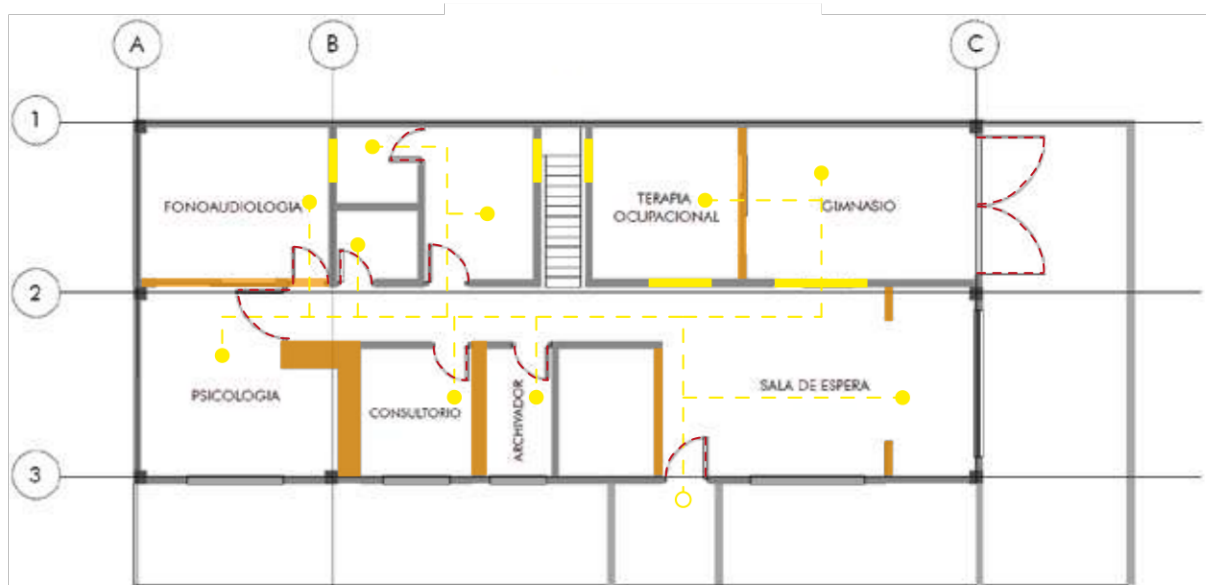 A
B
C
1
FONOAUDIOLOGIA
TERAPIA
OCUPACIONAL
GIMNASIO
2
PSICOLOGIA
CONSULTORIO
ARCHIVADOR
SALA DE ESPERA
3